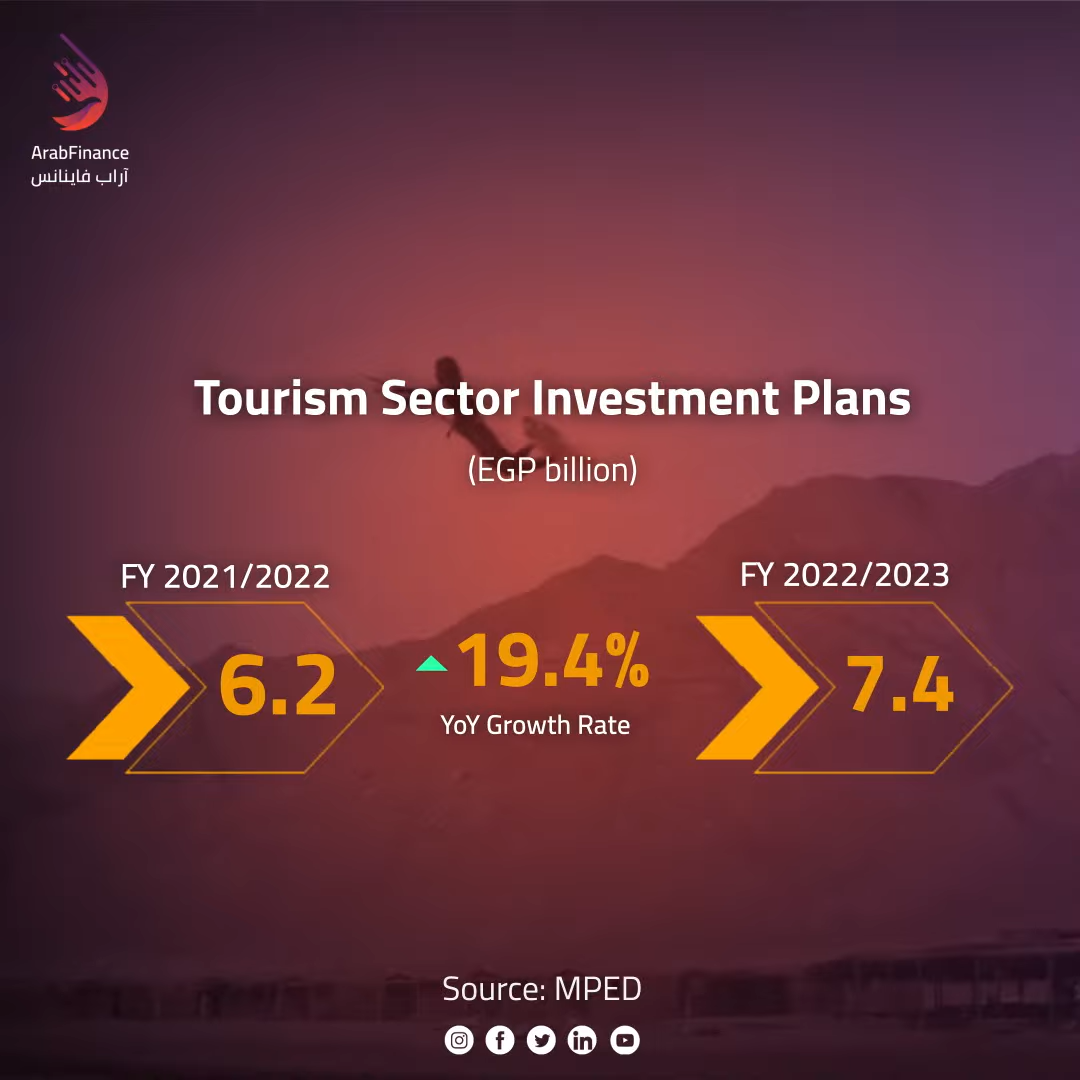 ArabFinance
آراب فاينانس
Tourism Sector Investment Plans
(EGP billion)
FY 2021/2022
6.2
19.4%
YoY Growth Rate
FY 2022/2023
7.4
Source: MPED